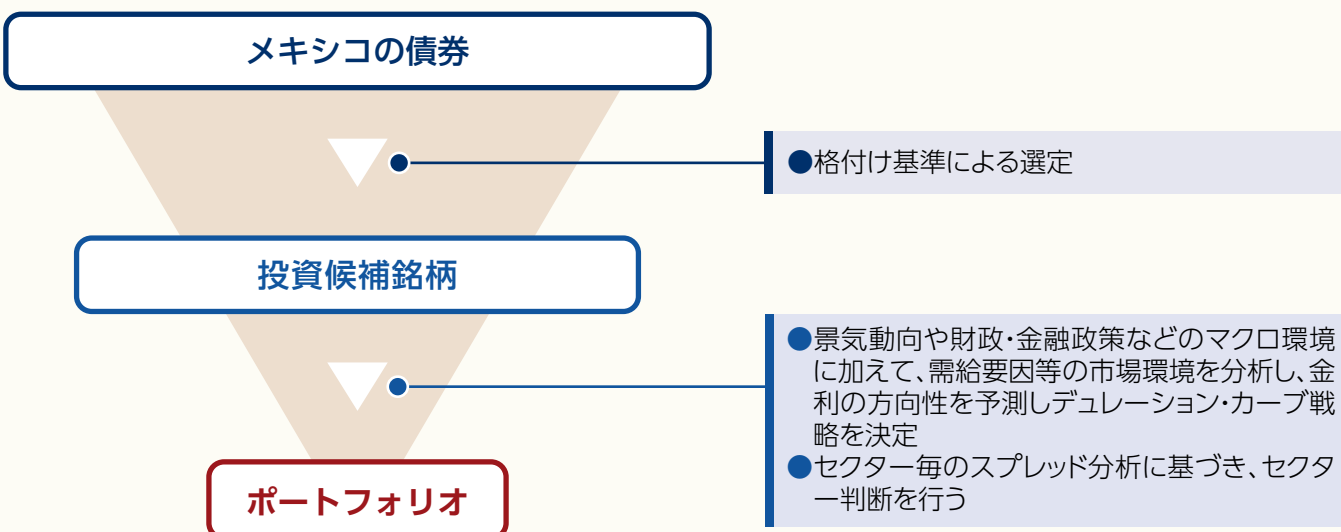 メキシコの債券
●格付け基準による選定
投資候補銘柄
●景気動向や財政・金融政策などのマクロ環境
に加えて、需給要因等の市場環境を分析し、金
利の方向性を予測しデュレーション・カーブ戦
略を決定
●セクター毎のスプレッド分析に基づき、セクタ
ー判断を行う
ポートフォリオ